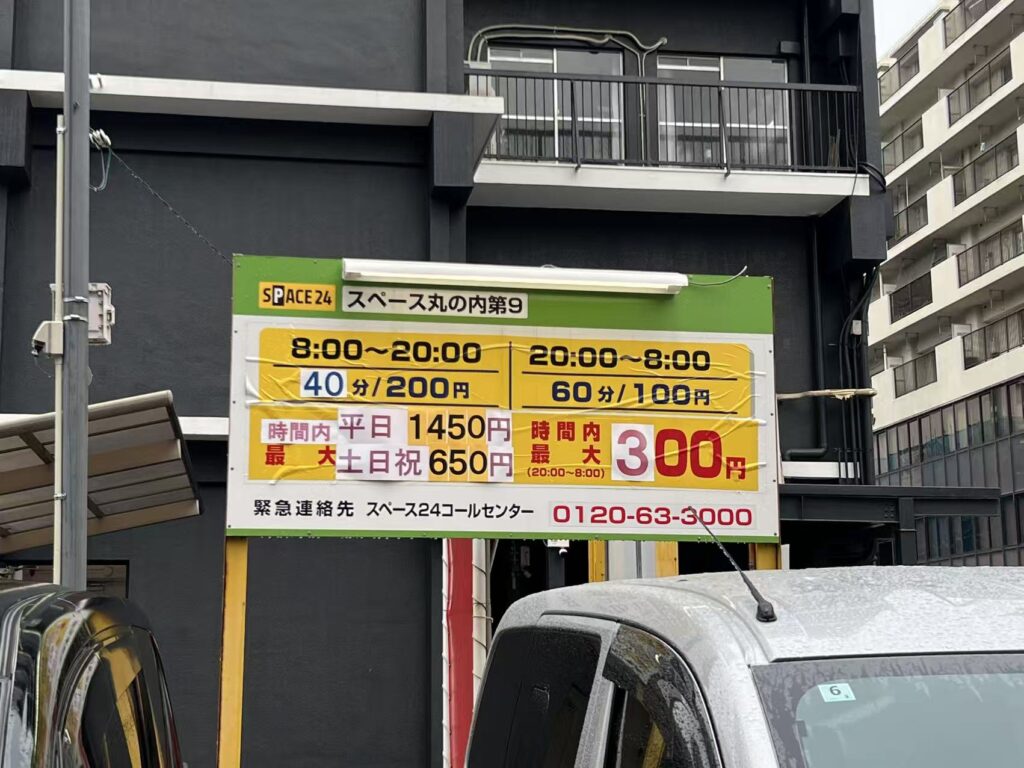 SPACE24 スペース丸の内第9
8:00〜20:00
40分/200円
時間内最大 平日 1450円
土日祝 650円
20:00〜8:00
60分/100円
時間内最大 300円
(20:00〜8:00)
緊急連絡先 スペース24コールセンター 0120-63-3000
6